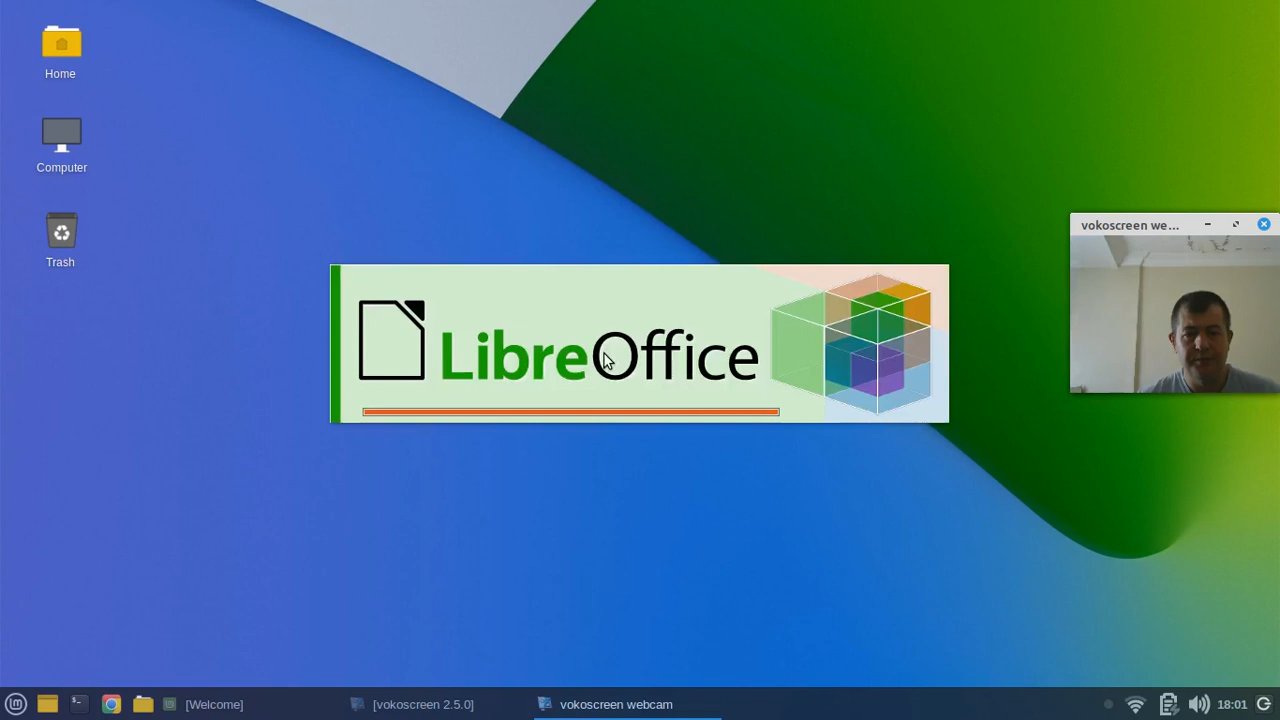 Home
Computer
Trash
vokoscreen we...
LibreOffice
[Welcome]
[vokoscreen 2.5.0]
vokoscreen webcam
18:01